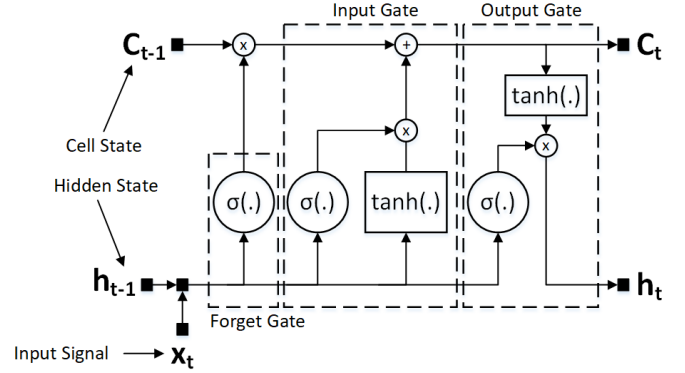 Input Gate
Output Gate
Ct-1
x
+
Ct
tanh(.)
Cell State
x
x
Hidden State
σ(.)
σ(.)
tanh(.)
σ(.)
ht-1
ht
Forget Gate
Input Signal
xt